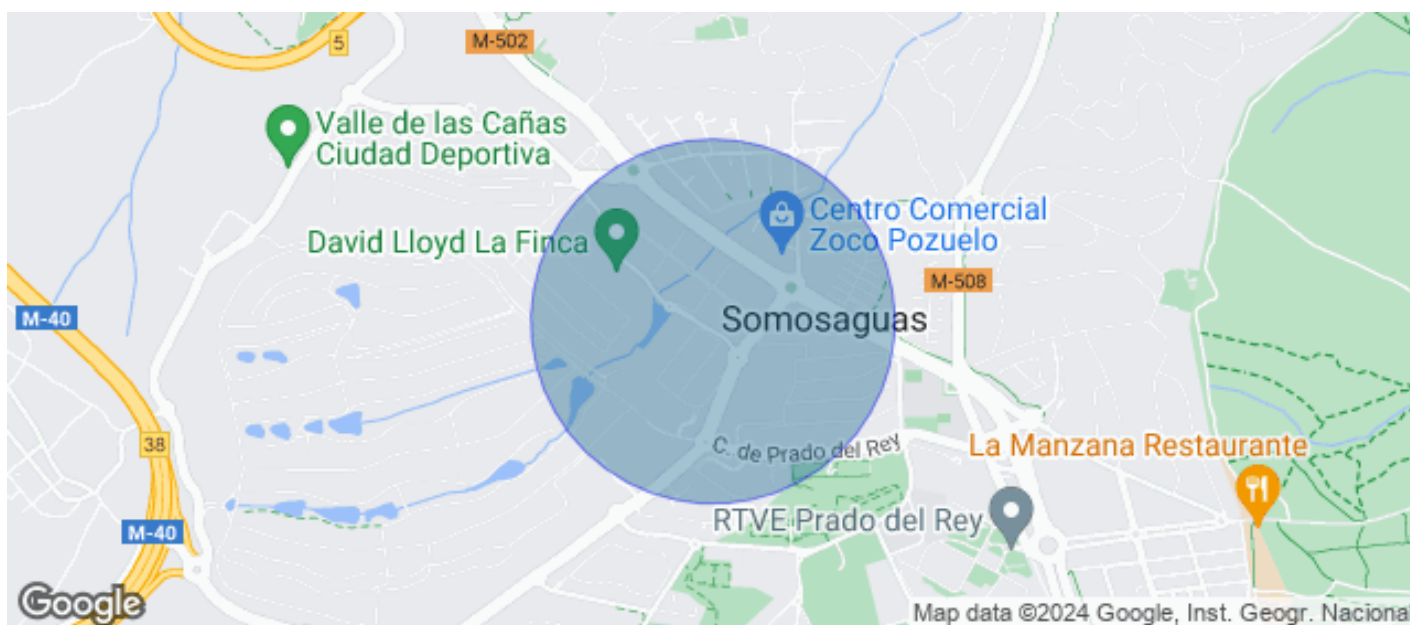 5
M-502
Valle de las Cañas
Ciudad Deportiva
David Lloyd La Finca
Centro Comercial
Zoco Pozuelo
M-508
M-40
Somosaguas
38
C. de Prado del Rey
La Manzana Restaurante
M-40
RTVE Prado del Rey
Google
Map data ©2024 Google, Inst. Geogr. Nacional